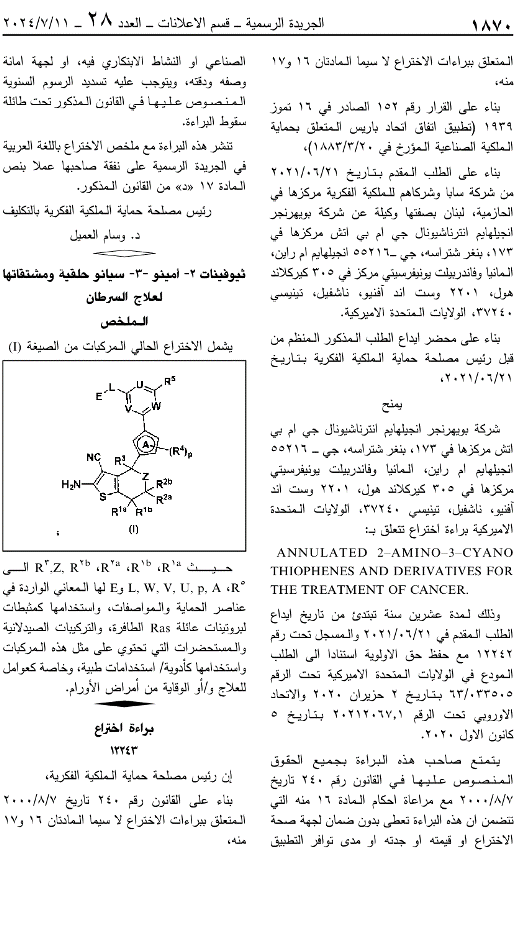 ١٨٧٠
الجريدة الرسمية – قسم الاعلانات – العدد ٢٨ – ٢٠٢٤/٧/١١
المتعلق ببراءات الاختراع لا سيما المادتان ١٦ و١٧
منه،
بناء على القرار رقم ١٥٢ الصادر في ١٦ تموز
١٩٣٩ (تطبيق اتفاق اتحاد باريس المتعلق بحماية
الملكية الصناعية المؤرخ في ١٨٨٣/٣/٢٠)،
بناء على الطلب المقدم بتاريخ ٢٠٢١/٠٦/٢١
من شركة سابا وشركاهم للملكية الفكرية مركزها في
الحازمية، لبنان بصفتها وكيلة عن شركة بويهرنجر
انجيلهايم انترناشيونال جي ام بي اتش مركزها في
١٧٣، بنغر شتراسه، جي –٥٥٢١٦ انجيلهايم ام راين،
المانيا وفاندربيلت يونيفرسيتي مركز في ٣٠٥ كيركلاند
هول، ٢٢٠١ وست اند أفنيو، ناشفيل، تينيسي
٣٧٢٤٠، الولايات المتحدة الاميركية.
بناء على محضر ايداع الطلب المذكور المنظم من
قبل رئيس مصلحة حماية الملكية الفكرية بتاريخ
٢٠٢١/٠٦/٢١،
يمنح
شركة بويهرنجر انجيلهايم انترناشيونال جي ام بي
اتش مركزها في ١٧٣، بنغر شتراسه، جي – ٥٥٢١٦
انجيلهايم ام راين، المانيا وفاندربيلت يونيفرسيتي
مركزها في ٣٠٥ كيركلاند هول، ٢٢٠١ وست اند
أفنيو، ناشفيل، تينيسي ٣٧٢٤٠، الولايات المتحدة
الاميركية براءة اختراع تتعلق بـ:
ANNULATED 2–AMINO–3–CYANO
THIOPHENES AND DERIVATIVES FOR
THE TREATMENT OF CANCER.
وذلك لمدة عشرين سنة تبتدئ من تاريخ ايداع
الطلب المقدم في ٢٠٢١/٠٦/٢١ والمسجل تحت رقم
١٢٢٤٢ مع حفظ حق الاولوية استنادا الى الطلب
المودع في الولايات المتحدة الاميركية تحت الرقم
٦٣/٠٣٣٥٠٥ بتاريخ ٢ حزيران ٢٠٢٠ والاتحاد
الاوروبي تحت الرقم ٢٠٢١٢٠٦٧,١ بتاريخ ٥
كانون الاول ٢٠٢٠.
يتمتع صاحب هذه البراءة بجميع الحقوق
المنصوص عليها في القانون رقم ٢٤٠ تاريخ
٢٠٠٠/٨/٧ مع مراعاة احكام المادة ١٦ منه التي
تتضمن ان هذه البراءة تعطى بدون ضمان لجهة صحة
الاختراع او قيمته او جدته او مدى توافر التطبيق
الصناعي او النشاط الابتكاري فيه، او لجهة امانة
وصفه ودقته، ويتوجب عليه تسديد الرسوم السنوية
المنصوص عليها في القانون المذكور تحت طائلة
سقوط البراءة.
تنشر هذه البراءة مع ملخص الاختراع باللغة العربية
في الجريدة الرسمية على نفقة صاحبها عملا بنص
المادة ١٧ «د» من القانون المذكور.
رئيس مصلحة حماية الملكية الفكرية بالتكليف
د. وسام العميل
ثيوفينات ٢- أمينو -٣- سيانو حلقية ومشتقاتها
لعلاج السرطان
الملخص
يشمل الاختراع الحالي المركبات من الصيغة (I)
E L U R⁵
V W
A (R⁴)p
NC R³ Z
H₂N R²ᵇ
S R²ᵃ
R¹ᵃ R¹ᵇ
(I) ؛
حيث R¹ᵃ، R¹ᵇ، R²ᵃ، R²ᵇ، R³,Z الى
R⁵، L, W, V, U, p, A وE لها المعاني الواردة في
عناصر الحماية والمواصفات، واستخدامها كمثبطات
لبروتينات عائلة Ras الطافرة، والتركيبات الصيدلانية
والمستحضرات التي تحتوي على مثل هذه المركبات
واستخدامها كأدوية/ استخدامات طبية، وخاصة كعوامل
للعلاج و/أو الوقاية من أمراض الأورام.
براءة اختراع
١٢٢٤٣
إن رئيس مصلحة حماية الملكية الفكرية،
بناء على القانون رقم ٢٤٠ تاريخ ٢٠٠٠/٨/٧
المتعلق ببراءات الاختراع لا سيما المادتان ١٦ و١٧
منه،